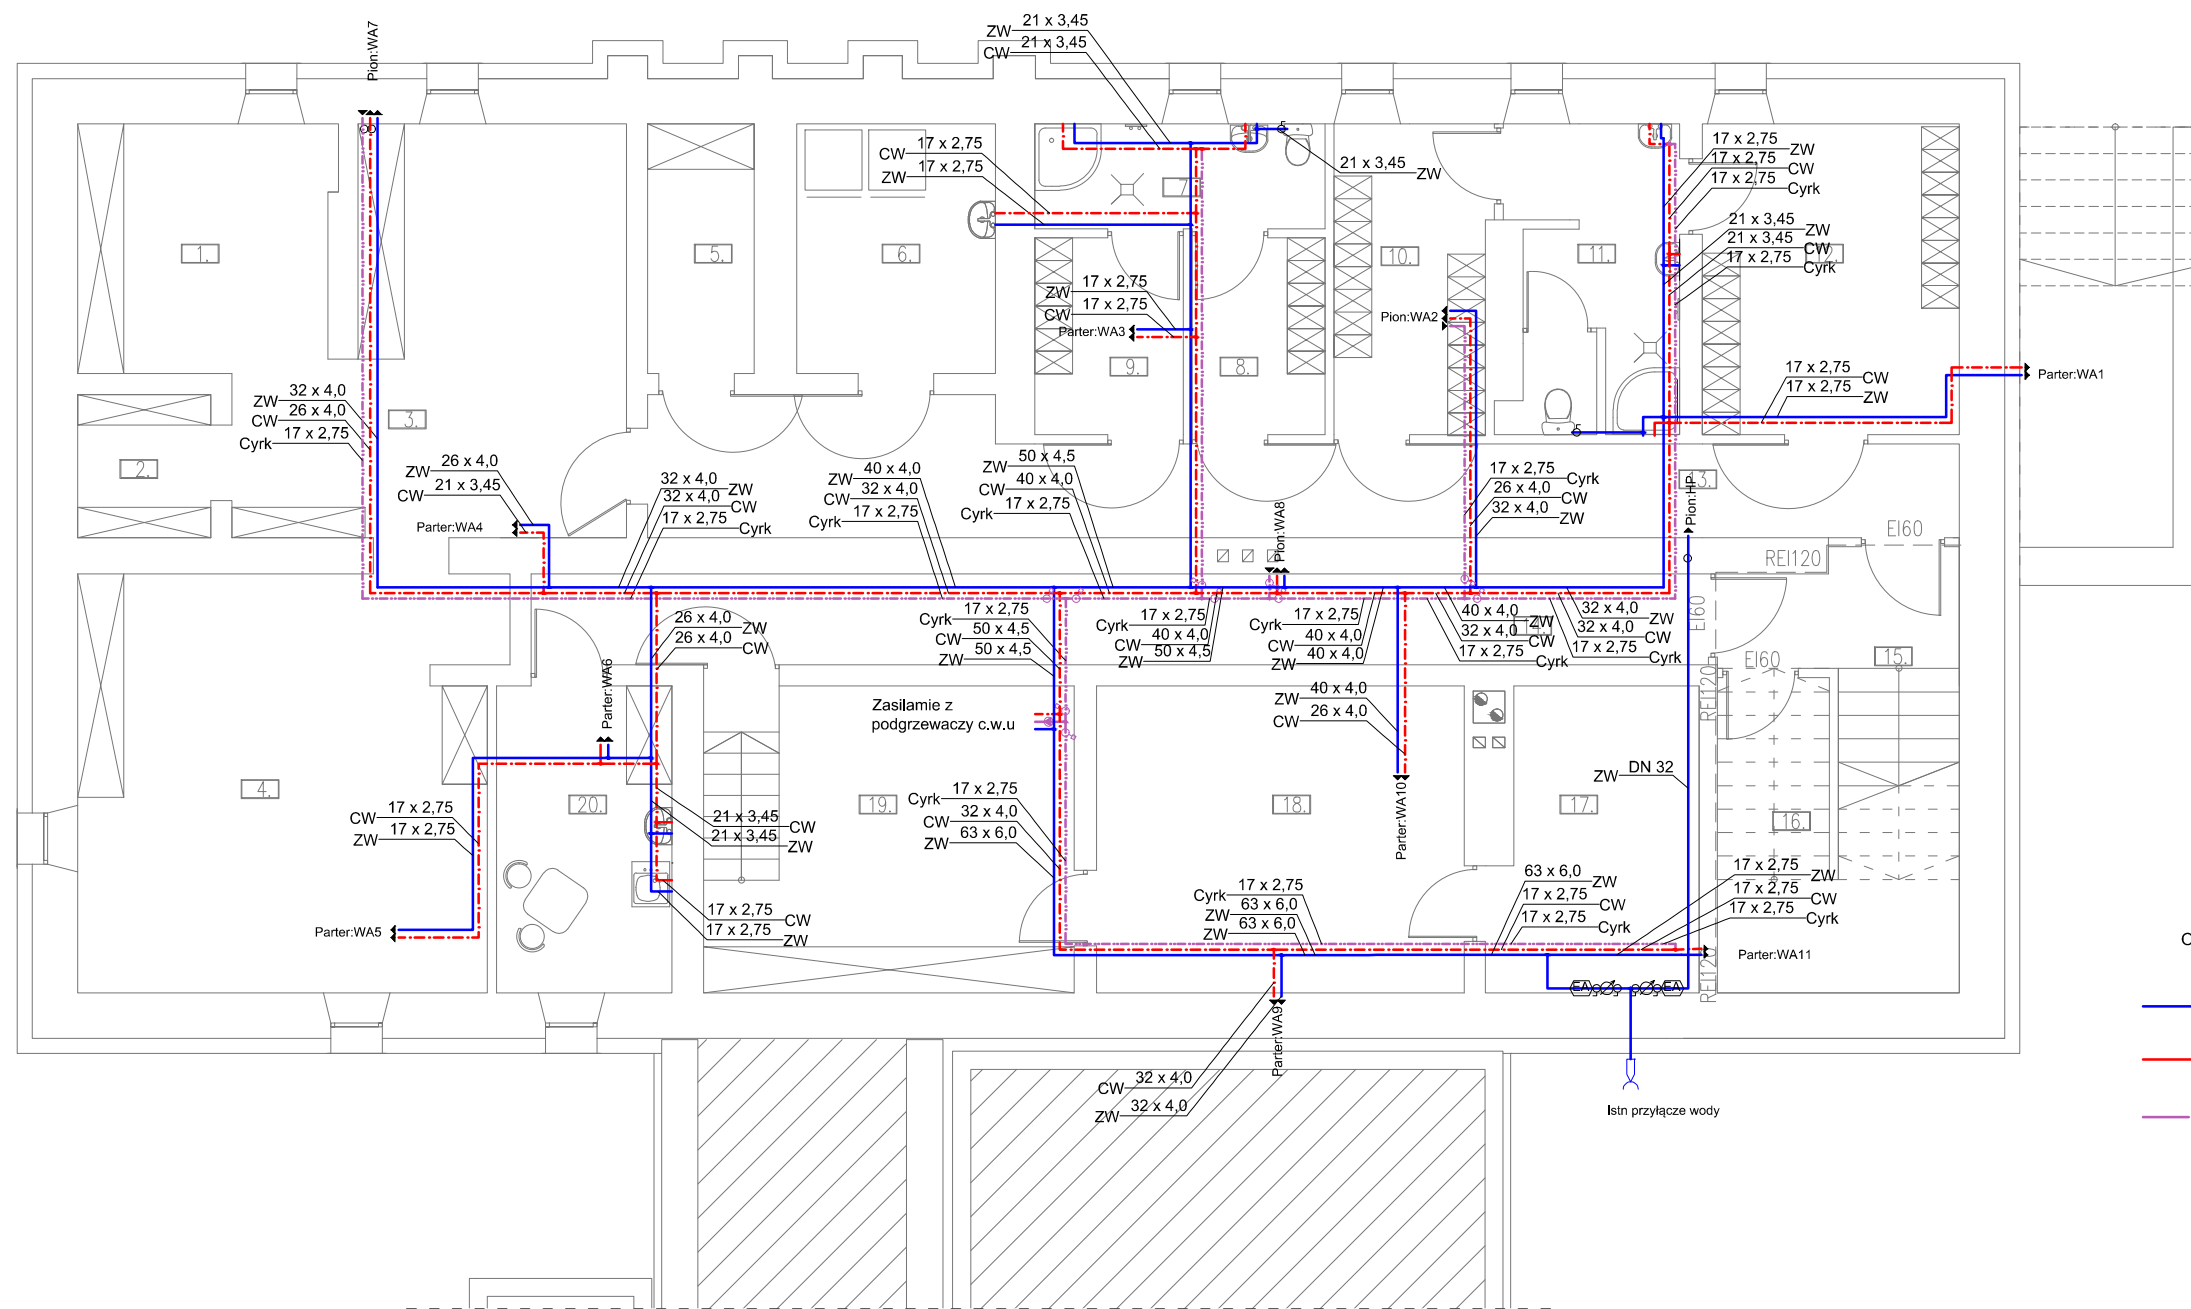 Pion:WA7
21 x 3,45
ZW
21 x 3,45
CW
17 x 2,75
CW
17 x 2,75
ZW
21 x 3,45
ZW
17 x 2,75
ZW
17 x 2,75
CW
17 x 2,75
Cyrk
21 x 3,45
ZW
21 x 3,45
CW
17 x 2,75
Cyrk
1.
5.
6.
7.
10.
11.
12.
17 x 2,75
ZW
17 x 2,75
CW
Parter:WA3
Pion:WA2
9.
8.
17 x 2,75
CW
17 x 2,75
ZW
Parter:WA1
32 x 4,0
ZW
26 x 4,0
CW
17 x 2,75
Cyrk
3.
2.
26 x 4,0
ZW
21 x 3,45
CW
Parter:WA4
32 x 4,0
ZW
32 x 4,0
CW
17 x 2,75
Cyrk
40 x 4,0
ZW
32 x 4,0
CW
17 x 2,75
Cyrk
50 x 4,5
ZW
40 x 4,0
CW
17 x 2,75
Cyrk
Pion:WA8
17 x 2,75
Cyrk
26 x 4,0
CW
32 x 4,0
ZW
13.
Pion:HP
EI60
REI120
EI60
26 x 4,0
ZW
26 x 4,0
CW
17 x 2,75
Cyrk
50 x 4,5
CW
50 x 4,5
ZW
17 x 2,75
Cyrk
40 x 4,0
CW
50 x 4,5
ZW
17 x 2,75
Cyrk
40 x 4,0
CW
40 x 4,0
ZW
40 x 4,0
ZW
32 x 4,0
CW
17 x 2,75
Cyrk
32 x 4,0
ZW
32 x 4,0
CW
17 x 2,75
Cyrk
EI60
15.
REI120
Parter:WA6
Zasilamie z
podgrzewaczy c.w.u
40 x 4,0
ZW
26 x 4,0
CW
DN 32
ZW
4.
20.
19.
18.
17.
16.
17 x 2,75
CW
17 x 2,75
ZW
21 x 3,45
CW
21 x 3,45
ZW
17 x 2,75
Cyrk
32 x 4,0
CW
63 x 6,0
ZW
Parter:WA10
17 x 2,75
CW
17 x 2,75
ZW
17 x 2,75
Cyrk
63 x 6,0
ZW
63 x 6,0
ZW
63 x 6,0
ZW
17 x 2,75
CW
17 x 2,75
Cyrk
17 x 2,75
ZW
17 x 2,75
CW
17 x 2,75
Cyrk
Parter:WA5
Parter:WA11
REI120
EA
EA
Parter:WA9
32 x 4,0
CW
32 x 4,0
ZW
Istn przyłącze wody